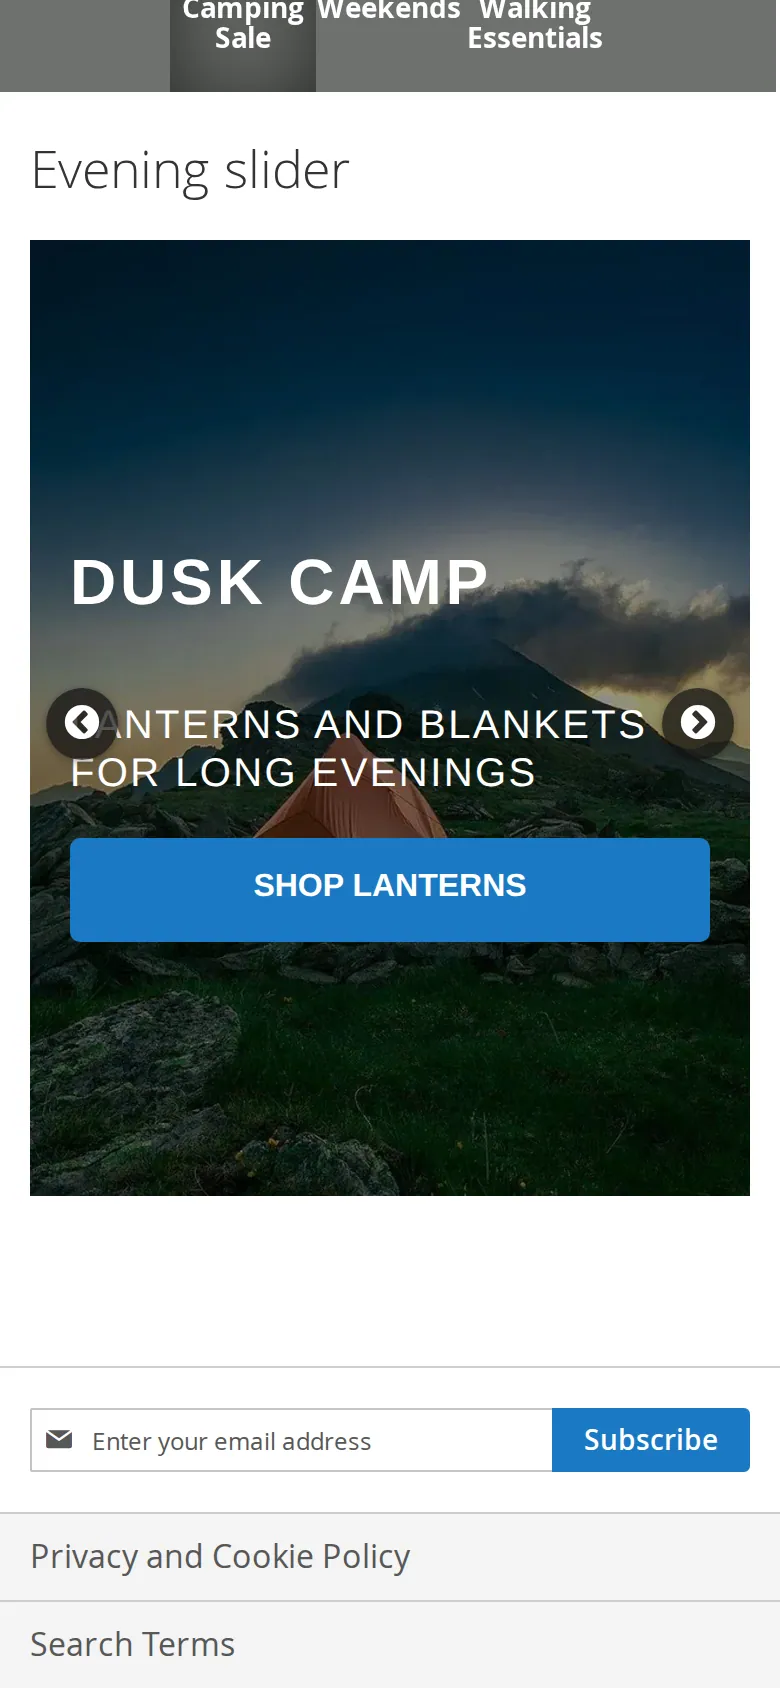 Camping Weekends Walking
Sale Essentials
Evening slider
DUSK CAMP
LANTERNS AND BLANKETS
FOR LONG EVENINGS
SHOP LANTERNS
Enter your email address
Subscribe
Privacy and Cookie Policy
Search Terms